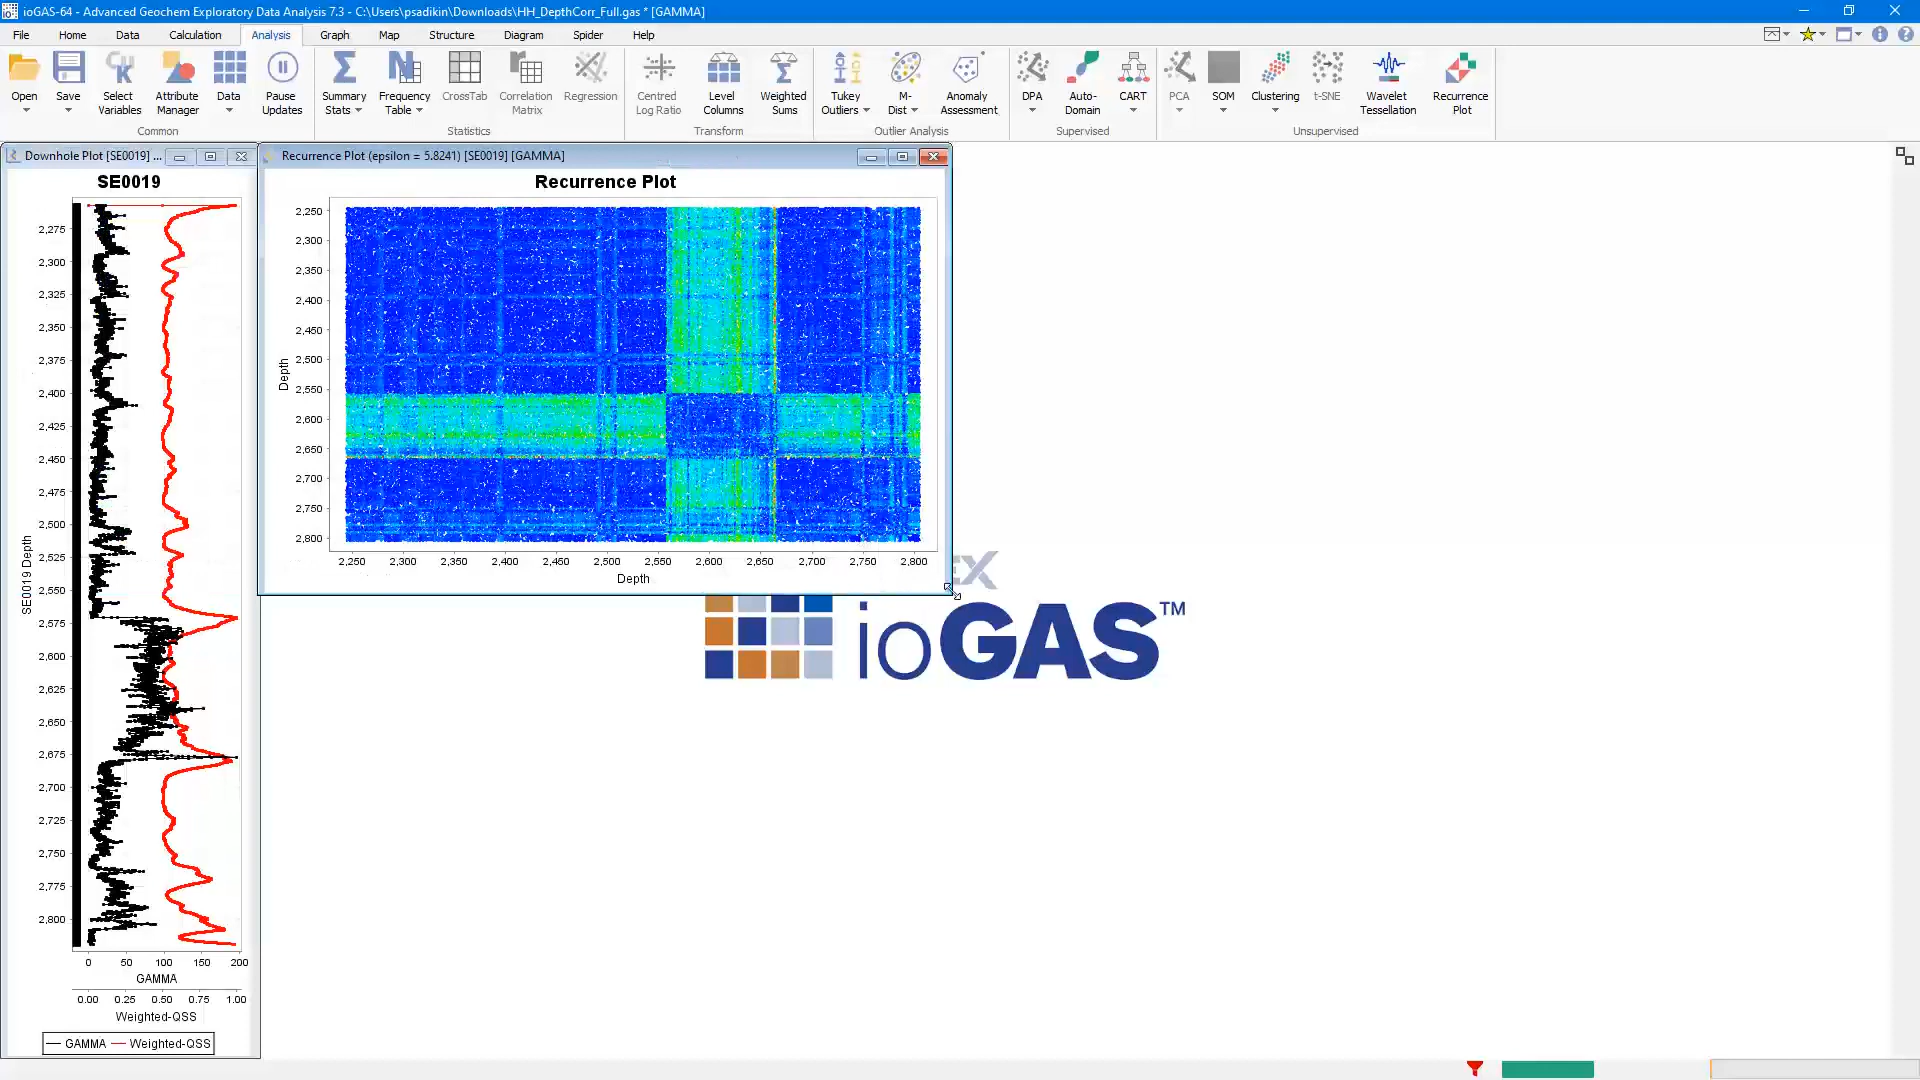 ioGAS-64 - Advanced Geochem Exploratory Data Analysis 7.3 - C:\Users\psadikin\Downloads\HH_DepthCorr_Full.gas * [GAMMA]
File Home Data Calculation Analysis Graph Map Structure Diagram Spider Help
Open Save Select Variables Attribute Manager Data Pause Updates Summary Stats Frequency Table CrossTab Correlation Matrix Regression Centred Log Ratio Level Columns Weighted Sums Tukey Outliers M-Dist Anomaly Assessment DPA Auto-Domain CART PCA SOM Clustering t-SNE Wavelet Tessellation Recurrence Plot
Common Statistics Transform Outlier Analysis Supervised Unsupervised
Downhole Plot [SE0019] ...
SE0019
2,275
2,300
2,325
2,350
2,375
2,400
2,425
2,450
2,475
2,500
2,525
2,550
2,575
2,600
2,625
2,650
2,675
2,700
2,725
2,750
2,775
2,800
SE0019 Depth
0 50 100 150 200
GAMMA
0.00 0.25 0.50 0.75 1.00
Weighted-QSS
GAMMA Weighted-QSS
Recurrence Plot (epsilon = 5.8241) [SE0019] [GAMMA]
Recurrence Plot
2,250
2,300
2,350
2,400
2,450
2,500
2,550
2,600
2,650
2,700
2,750
2,800
Depth
2,250 2,300 2,350 2,400 2,450 2,500 2,550 2,600 2,650 2,700 2,750 2,800
Depth
EX
ioGAS™